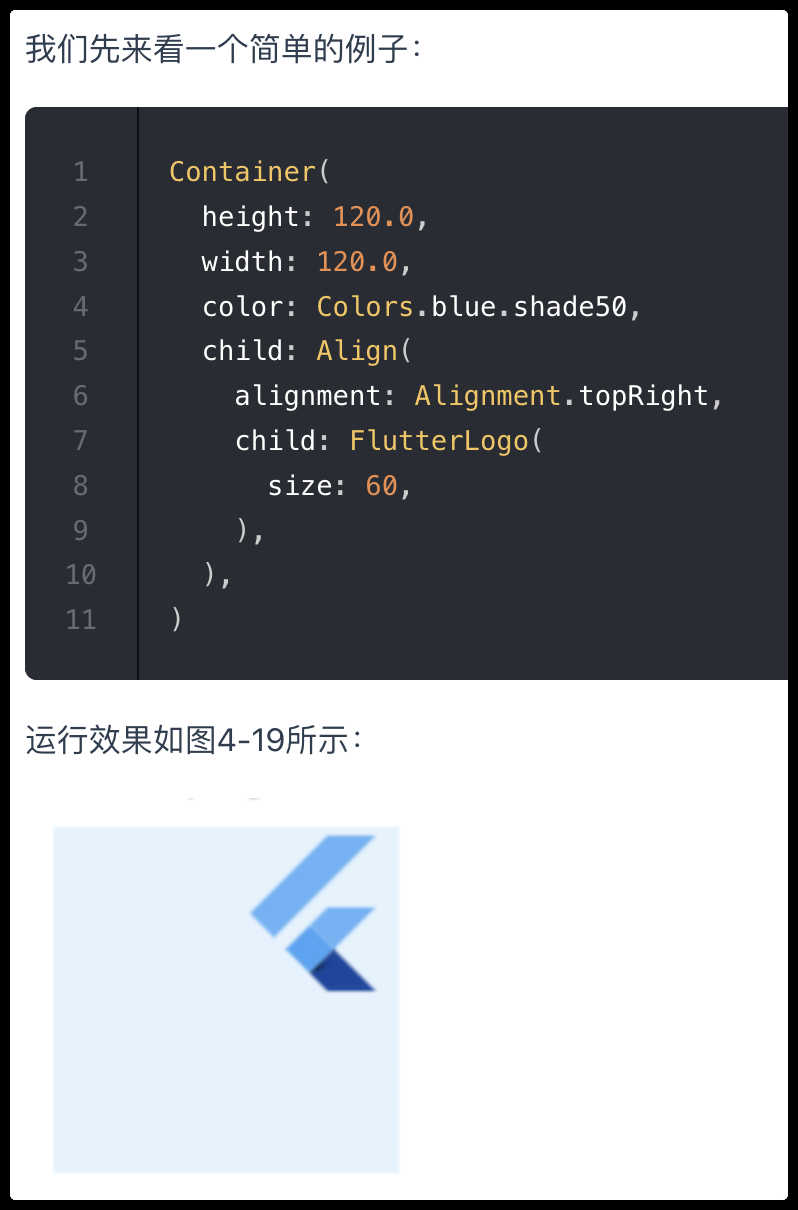 我们先来看一个简单的例子：
1 Container(
2   height: 120.0,
3   width: 120.0,
4   color: Colors.blue.shade50,
5   child: Align(
6     alignment: Alignment.topRight,
7     child: FlutterLogo(
8       size: 60,
9     ),
10   ),
11 )
运行效果如图4-19所示：